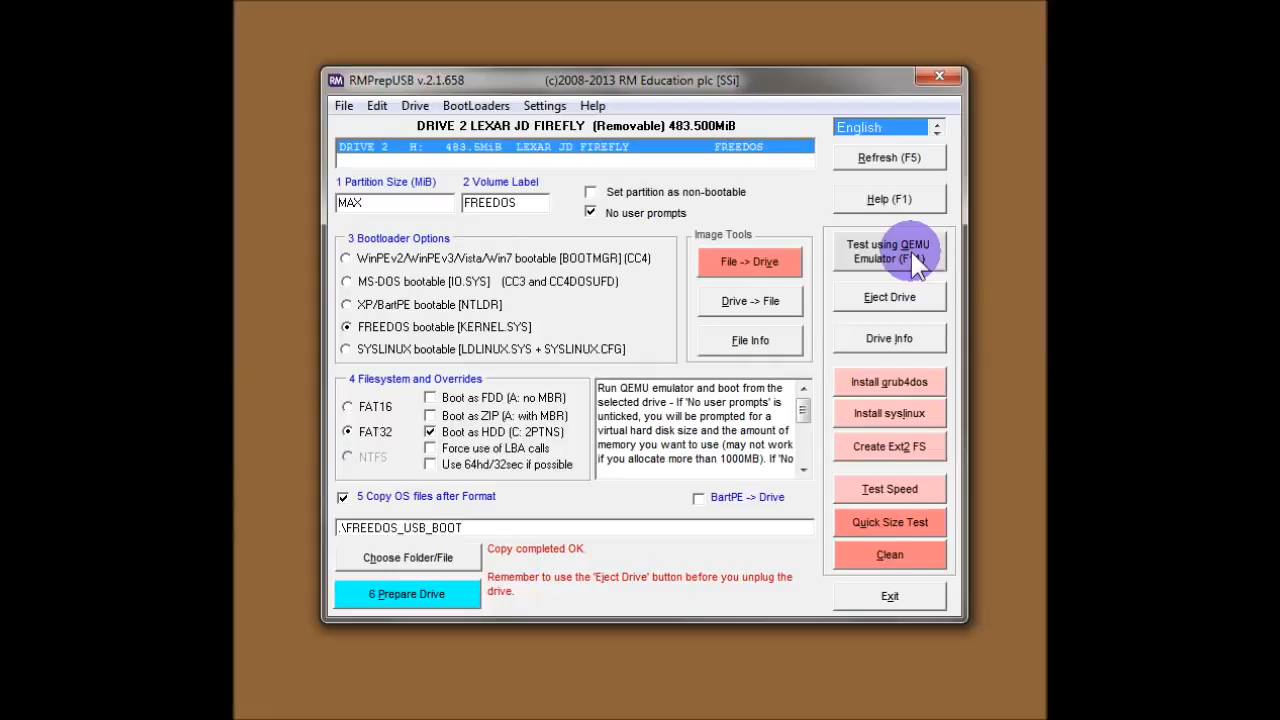 RM RMPrepUSB v.2.1.658 (c)2008-2013 RM Education plc [SSi]
File Edit Drive BootLoaders Settings Help
DRIVE 2 LEXAR JD FIREFLY (Removable) 483.500MiB
English
DRIVE 2 H: 483.5MiB LEXAR JD FIREFLY FREEDOS
Refresh (F5)
1 Partition Size (MiB) 2 Volume Label
Set partition as non-bootable
MAX FREEDOS
Help (F1)
No user prompts
3 Bootloader Options
WinPEv2/WinPEv3/Vista/Win7 bootable [BOOTMGR] (CC4)
MS-DOS bootable [IO.SYS] (CC3 and CC4DOSUFD)
XP/BartPE bootable [NTLDR]
FREEDOS bootable [KERNEL.SYS]
SYSLINUX bootable [LDLINUX.SYS + SYSLINUX.CFG]
Image Tools
File -> Drive
Drive -> File
File Info
Test using QEMU
Emulator
Eject Drive
Drive Info
4 Filesystem and Overrides
FAT16
FAT32
NTFS
Boot as FDD (A: no MBR)
Boot as ZIP (A: with MBR)
Boot as HDD (C: 2PTNS)
Force use of LBA calls
Use 64hd/32sec if possible
Run QEMU emulator and boot from the
selected drive - If 'No user prompts' is
unticked, you will be prompted for a
virtual hard disk size and the amount of
memory you want to use (may not work
if you allocate more than 1000MB). If 'No
Install grub4dos
Install syslinux
Create Ext2 FS
Test Speed
Quick Size Test
Clean
5 Copy OS files after Format
BartPE -> Drive
.\FREEDOS_USB_BOOT
Choose Folder/File
Copy completed OK.
Remember to use the 'Eject Drive' button before you unplug the
drive.
6 Prepare Drive
Exit